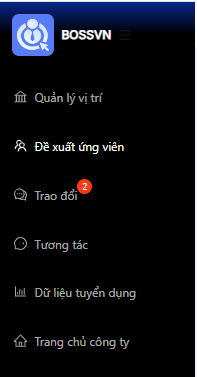 BOSSVN
Quản lý vị trí
Đề xuất ứng viên
Trao đổi 2
Tương tác
Dữ liệu tuyển dụng
Trang chủ công ty